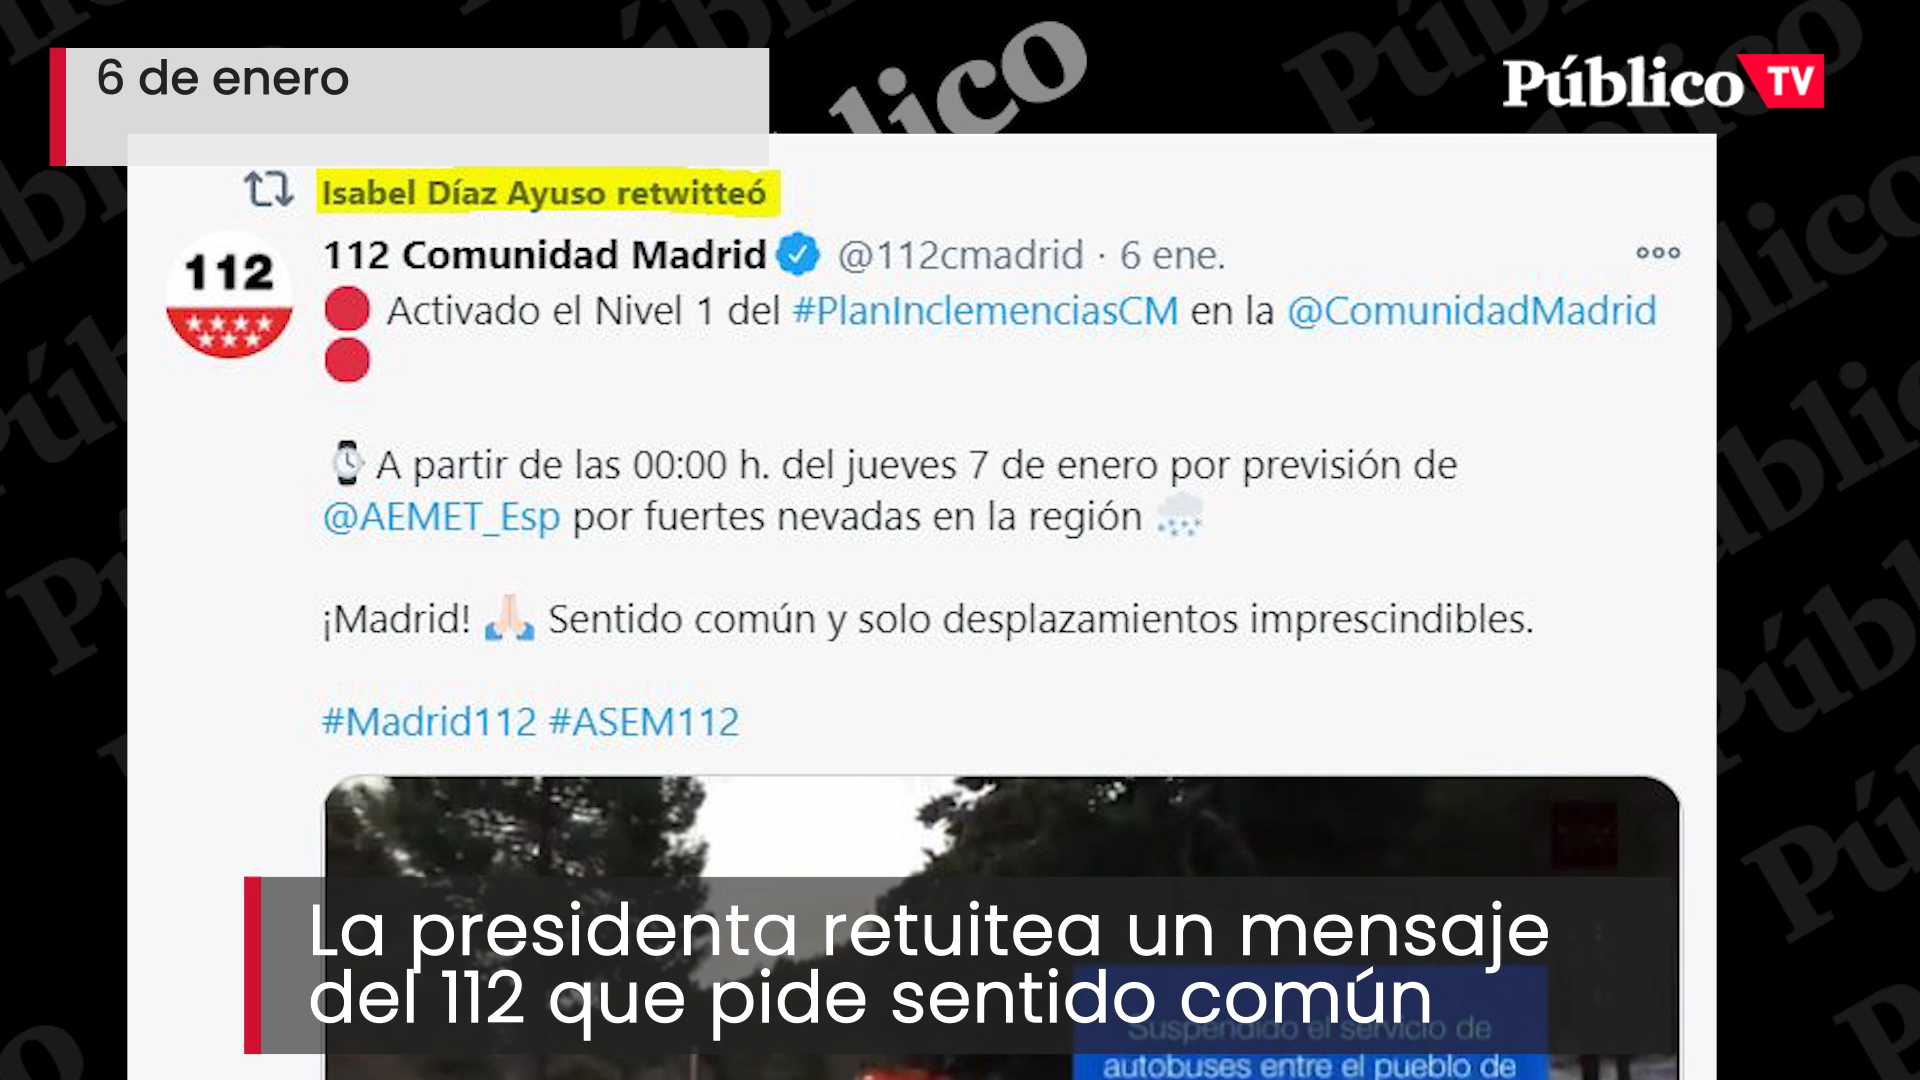 6 de enero
Público TV
Isabel Díaz Ayuso retwitteó
112
112 Comunidad Madrid @112cmadrid · 6 ene.
Activado el Nivel 1 del #PlanInclemenciasCM en la @ComunidadMadrid
A partir de las 00:00 h. del jueves 7 de enero por previsión de
@AEMET_Esp por fuertes nevadas en la región
¡Madrid! Sentido común y solo desplazamientos imprescindibles.
#Madrid112 #ASEM112
La presidenta retuitea un mensaje
del 112 que pide sentido común
Suspendido el servicio de
autobuses entre el pueblo de